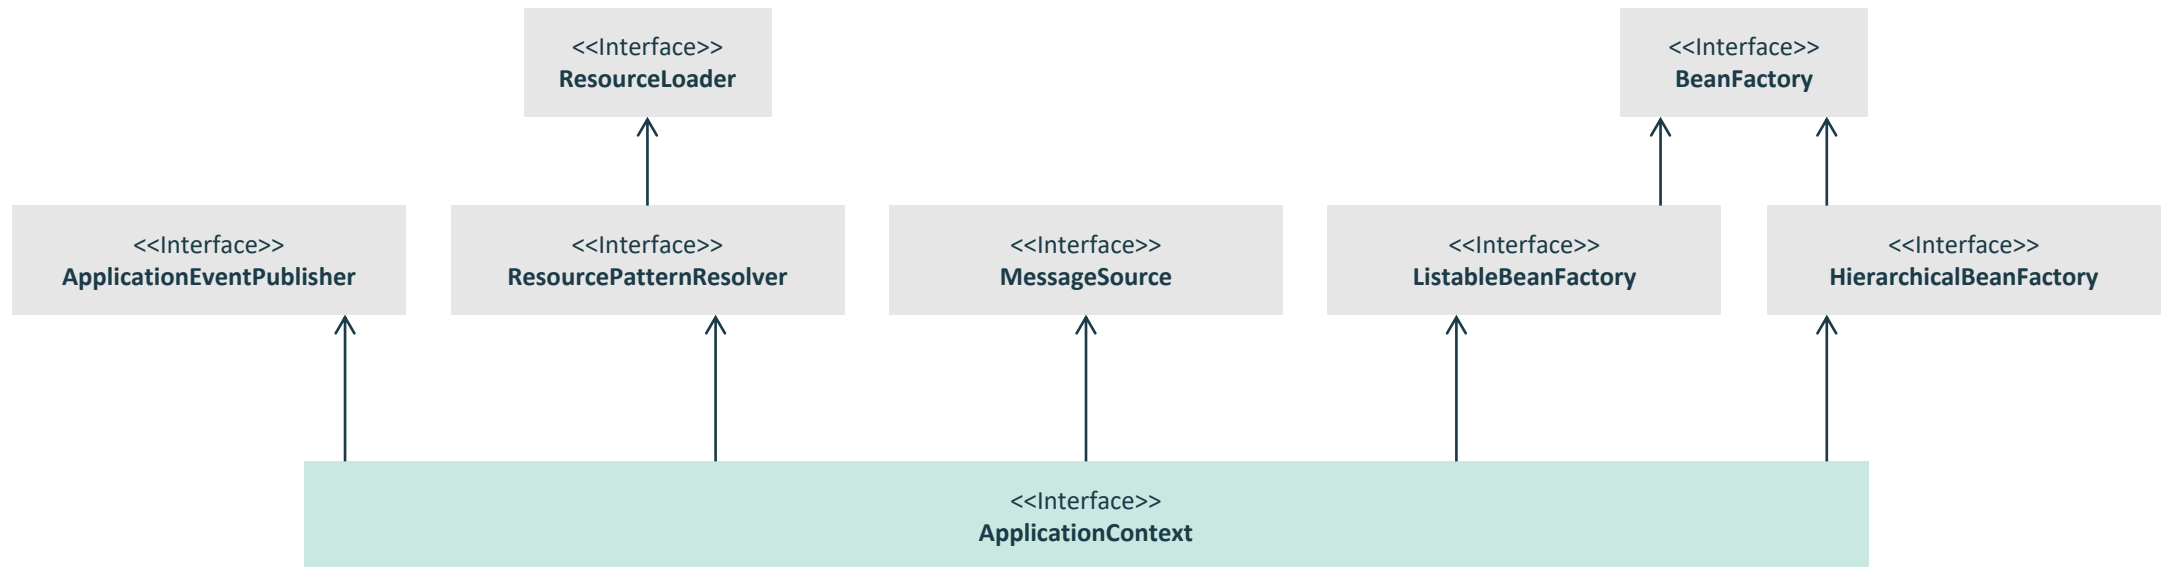 <<Interface>>
ResourceLoader
<<Interface>>
BeanFactory
<<Interface>>
ApplicationEventPublisher
<<Interface>>
ResourcePatternResolver
<<Interface>>
MessageSource
<<Interface>>
ListableBeanFactory
<<Interface>>
HierarchicalBeanFactory
<<Interface>>
ApplicationContext